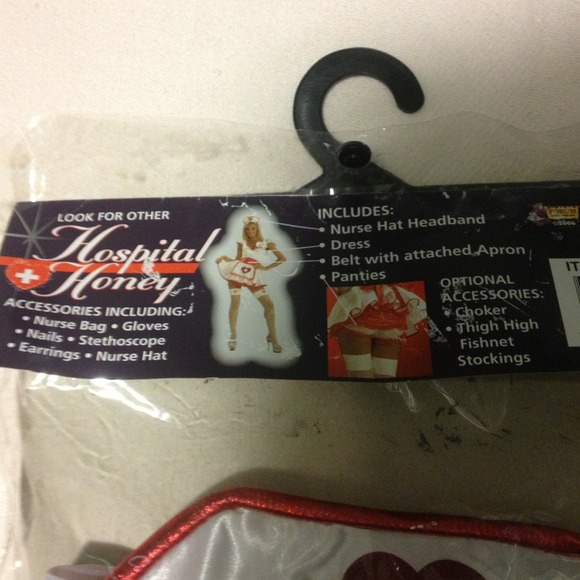 LOOK FOR OTHER
Hospital
Honey
ACCESSORIES INCLUDING:
• Nurse Bag • Gloves
• Nails • Stethoscope
• Earrings • Nurse Hat
INCLUDES:
• Nurse Hat Headband
• Dress
• Belt with attached Apron
• Panties
OPTIONAL
ACCESSORIES:
• Choker
• Thigh High
Fishnet
Stockings
IT